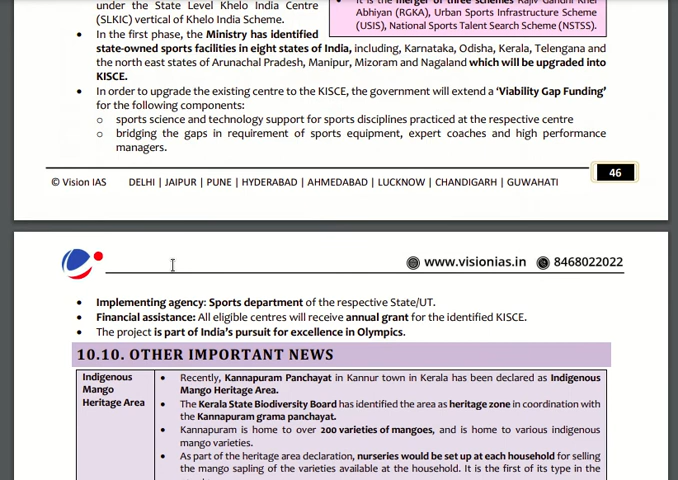 under the State Level Khelo India Centre
(SLKIC) vertical of Khelo India Scheme.
It is the merger of three schemes Rajiv Gandhi Khel
Abhiyan (RGKA), Urban Sports Infrastructure Scheme
(USIS), National Sports Talent Search Scheme (NSTSS).
• In the first phase, the Ministry has identified
state-owned sports facilities in eight states of India, including, Karnataka, Odisha, Kerala, Telengana and
the north east states of Arunachal Pradesh, Manipur, Mizoram and Nagaland which will be upgraded into
KISCE.
• In order to upgrade the existing centre to the KISCE, the government will extend a ‘Viability Gap Funding’
for the following components:
o sports science and technology support for sports disciplines practiced at the respective centre
o bridging the gaps in requirement of sports equipment, expert coaches and high performance
managers.
46
© Vision IAS DELHI | JAIPUR | PUNE | HYDERABAD | AHMEDABAD | LUCKNOW | CHANDIGARH | GUWAHATI
www.visionias.in 8468022022
• Implementing agency: Sports department of the respective State/UT.
• Financial assistance: All eligible centres will receive annual grant for the identified KISCE.
• The project is part of India’s pursuit for excellence in Olympics.
10.10. OTHER IMPORTANT NEWS
Indigenous
Mango
Heritage Area
• Recently, Kannapuram Panchayat in Kannur town in Kerala has been declared as Indigenous
Mango Heritage Area.
• The Kerala State Biodiversity Board has identified the area as heritage zone in coordination with
the Kannapuram grama panchayat.
• Kannapuram is home to over 200 varieties of mangoes, and is home to various indigenous
mango varieties.
• As part of the heritage area declaration, nurseries would be set up at each household for selling
the mango sapling of the varieties available at the household. It is the first of its type in the